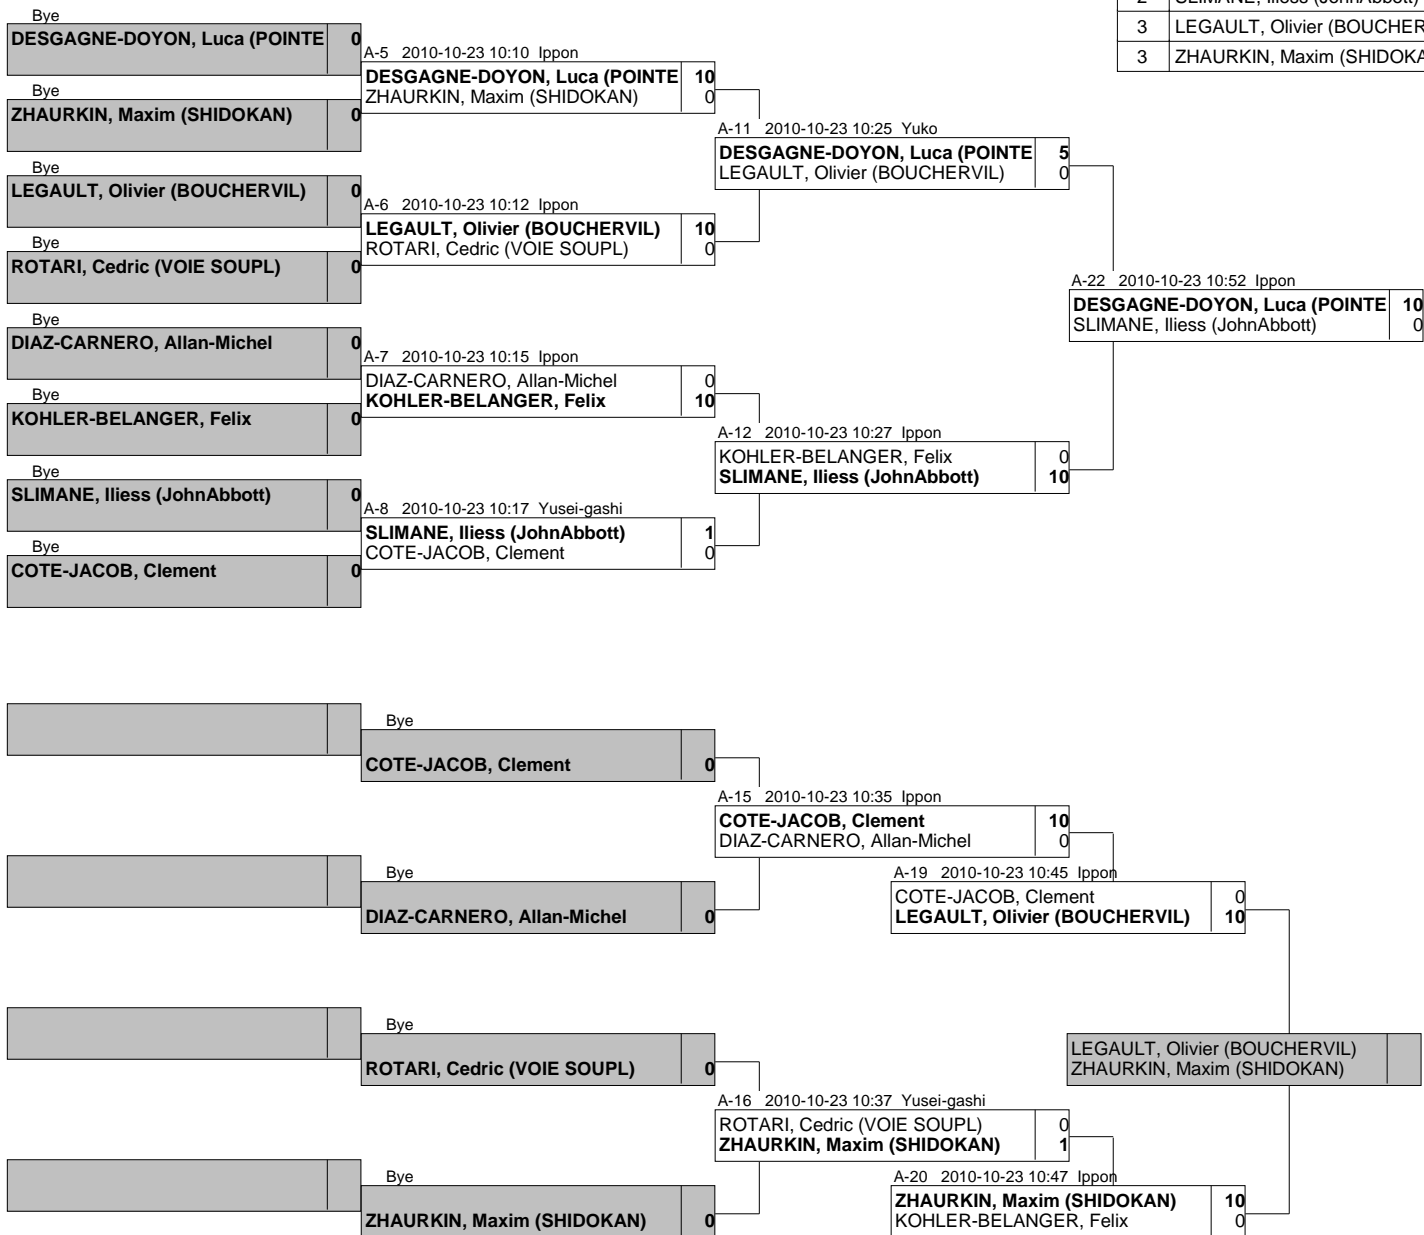 2 SLIMANE, Iliess (JohnAbbott)
3 LEGAULT, Olivier (BOUCHER
3 ZHAURKIN, Maxim (SHIDOKA
Bye
DESGAGNE-DOYON, Luca (POINTE 0
Bye
ZHAURKIN, Maxim (SHIDOKAN) 0
Bye
LEGAULT, Olivier (BOUCHERVIL) 0
Bye
ROTARI, Cedric (VOIE SOUPL) 0
Bye
DIAZ-CARNERO, Allan-Michel 0
Bye
KOHLER-BELANGER, Felix 0
Bye
SLIMANE, Iliess (JohnAbbott) 0
Bye
COTE-JACOB, Clement 0
A-5 2010-10-23 10:10 Ippon
DESGAGNE-DOYON, Luca (POINTE 10
ZHAURKIN, Maxim (SHIDOKAN) 0
A-6 2010-10-23 10:12 Ippon
LEGAULT, Olivier (BOUCHERVIL) 10
ROTARI, Cedric (VOIE SOUPL) 0
A-7 2010-10-23 10:15 Ippon
DIAZ-CARNERO, Allan-Michel 0
KOHLER-BELANGER, Felix 10
A-8 2010-10-23 10:17 Yusei-gashi
SLIMANE, Iliess (JohnAbbott) 1
COTE-JACOB, Clement 0
A-11 2010-10-23 10:25 Yuko
DESGAGNE-DOYON, Luca (POINTE 5
LEGAULT, Olivier (BOUCHERVIL) 0
A-12 2010-10-23 10:27 Ippon
KOHLER-BELANGER, Felix 0
SLIMANE, Iliess (JohnAbbott) 10
A-22 2010-10-23 10:52 Ippon
DESGAGNE-DOYON, Luca (POINTE 10
SLIMANE, Iliess (JohnAbbott) 0
Bye
COTE-JACOB, Clement 0
Bye
DIAZ-CARNERO, Allan-Michel 0
Bye
ROTARI, Cedric (VOIE SOUPL) 0
Bye
ZHAURKIN, Maxim (SHIDOKAN) 0
A-15 2010-10-23 10:35 Ippon
COTE-JACOB, Clement 10
DIAZ-CARNERO, Allan-Michel 0
A-16 2010-10-23 10:37 Yusei-gashi
ROTARI, Cedric (VOIE SOUPL) 0
ZHAURKIN, Maxim (SHIDOKAN) 1
A-19 2010-10-23 10:45 Ippon
COTE-JACOB, Clement 0
LEGAULT, Olivier (BOUCHERVIL) 10
A-20 2010-10-23 10:47 Ippon
ZHAURKIN, Maxim (SHIDOKAN) 10
KOHLER-BELANGER, Felix 0
LEGAULT, Olivier (BOUCHERVIL)
ZHAURKIN, Maxim (SHIDOKAN)